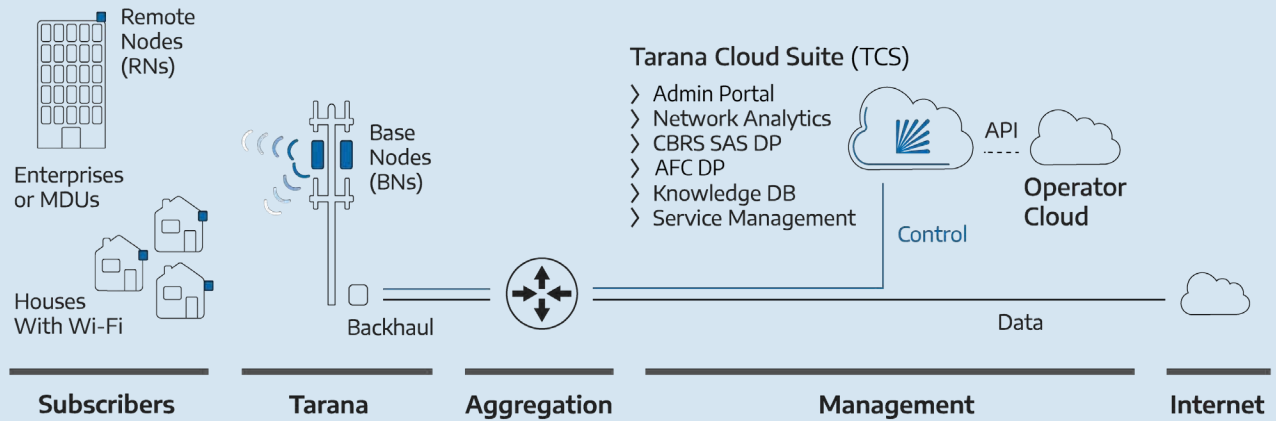 Remote
Nodes
(RNs)
Enterprises
or MDUs
Houses
With Wi-Fi
Base
Nodes
(BNs)
Backhaul
Tarana Cloud Suite (TCS)
Admin Portal
Network Analytics
CBRS SAS DP
AFC DP
Knowledge DB
Service Management
API
Operator
Cloud
Control
Data
Subscribers
Tarana
Aggregation
Management
Internet